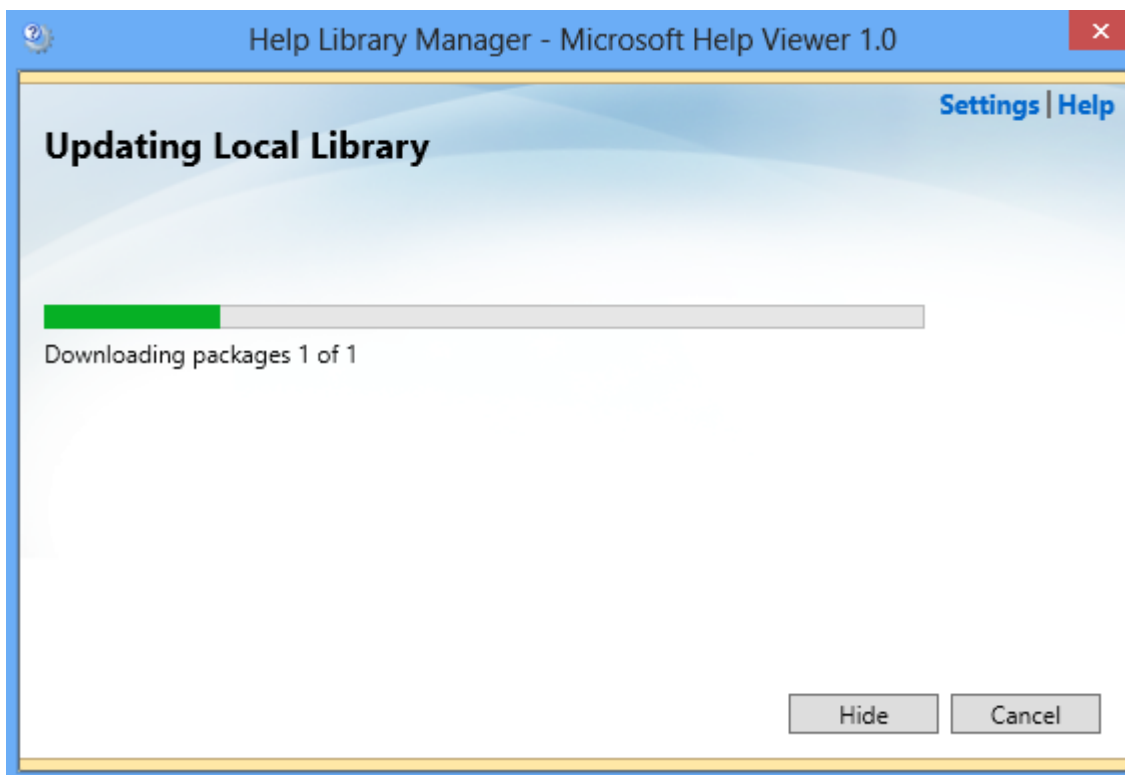 Help Library Manager - Microsoft Help Viewer 1.0
Settings | Help
Updating Local Library
Downloading packages 1 of 1
Hide Cancel